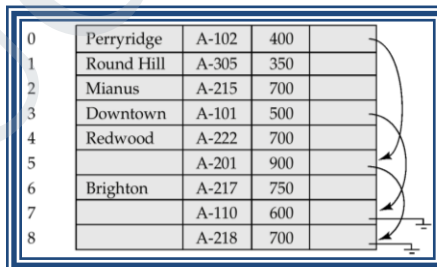 0 Perryridge A-102 400
1 Round Hill A-305 350
2 Mianus A-215 700
3 Downtown A-101 500
4 Redwood A-222 700
5 A-201 900
6 Brighton A-217 750
7 A-110 600
8 A-218 700